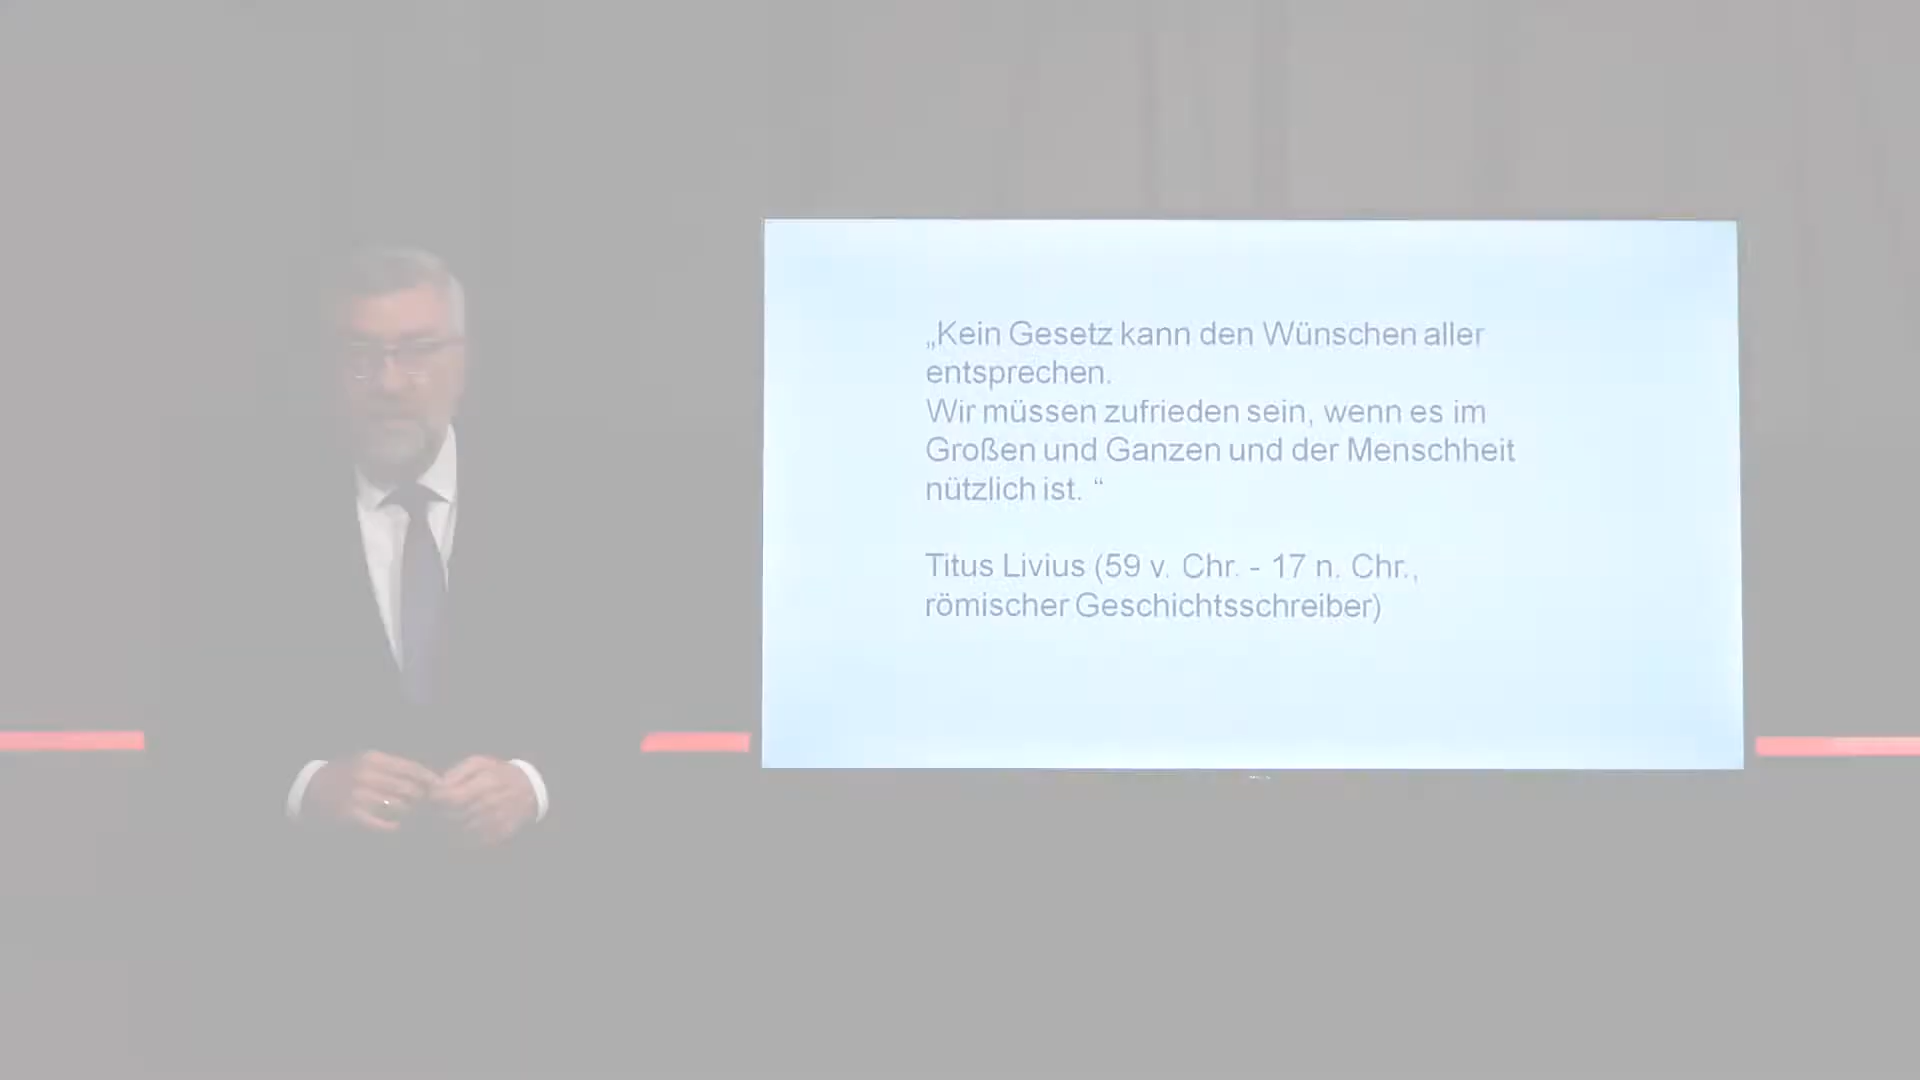 „Kein Gesetz kann den Wünschen aller
entsprechen.
Wir müssen zufrieden sein, wenn es im
Großen und Ganzen und der Menschheit
nützlich ist. “
Titus Livius (59 v. Chr. - 17 n. Chr.,
römischer Geschichtsschreiber)